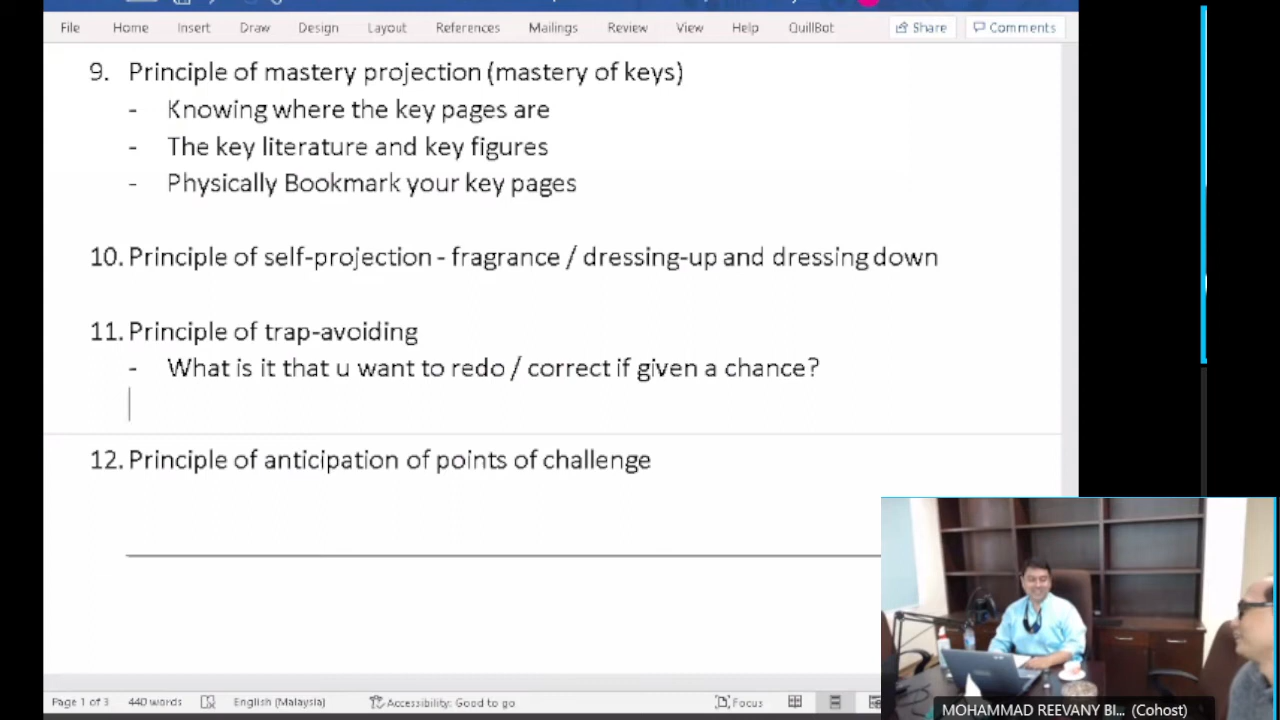 File Home Insert Draw Design Layout References Mailings Review View Help QuillBot Share Comments
9. Principle of mastery projection (mastery of keys)
- Knowing where the key pages are
- The key literature and key figures
- Physically Bookmark your key pages
10. Principle of self-projection - fragrance / dressing-up and dressing down
11. Principle of trap-avoiding
- What is it that u want to redo / correct if given a chance?
12. Principle of anticipation of points of challenge
Page 1 of 3 440 words English (Malaysia) Accessibility: Good to go Focus
MOHAMMAD REEVANY BI... (Cohost)